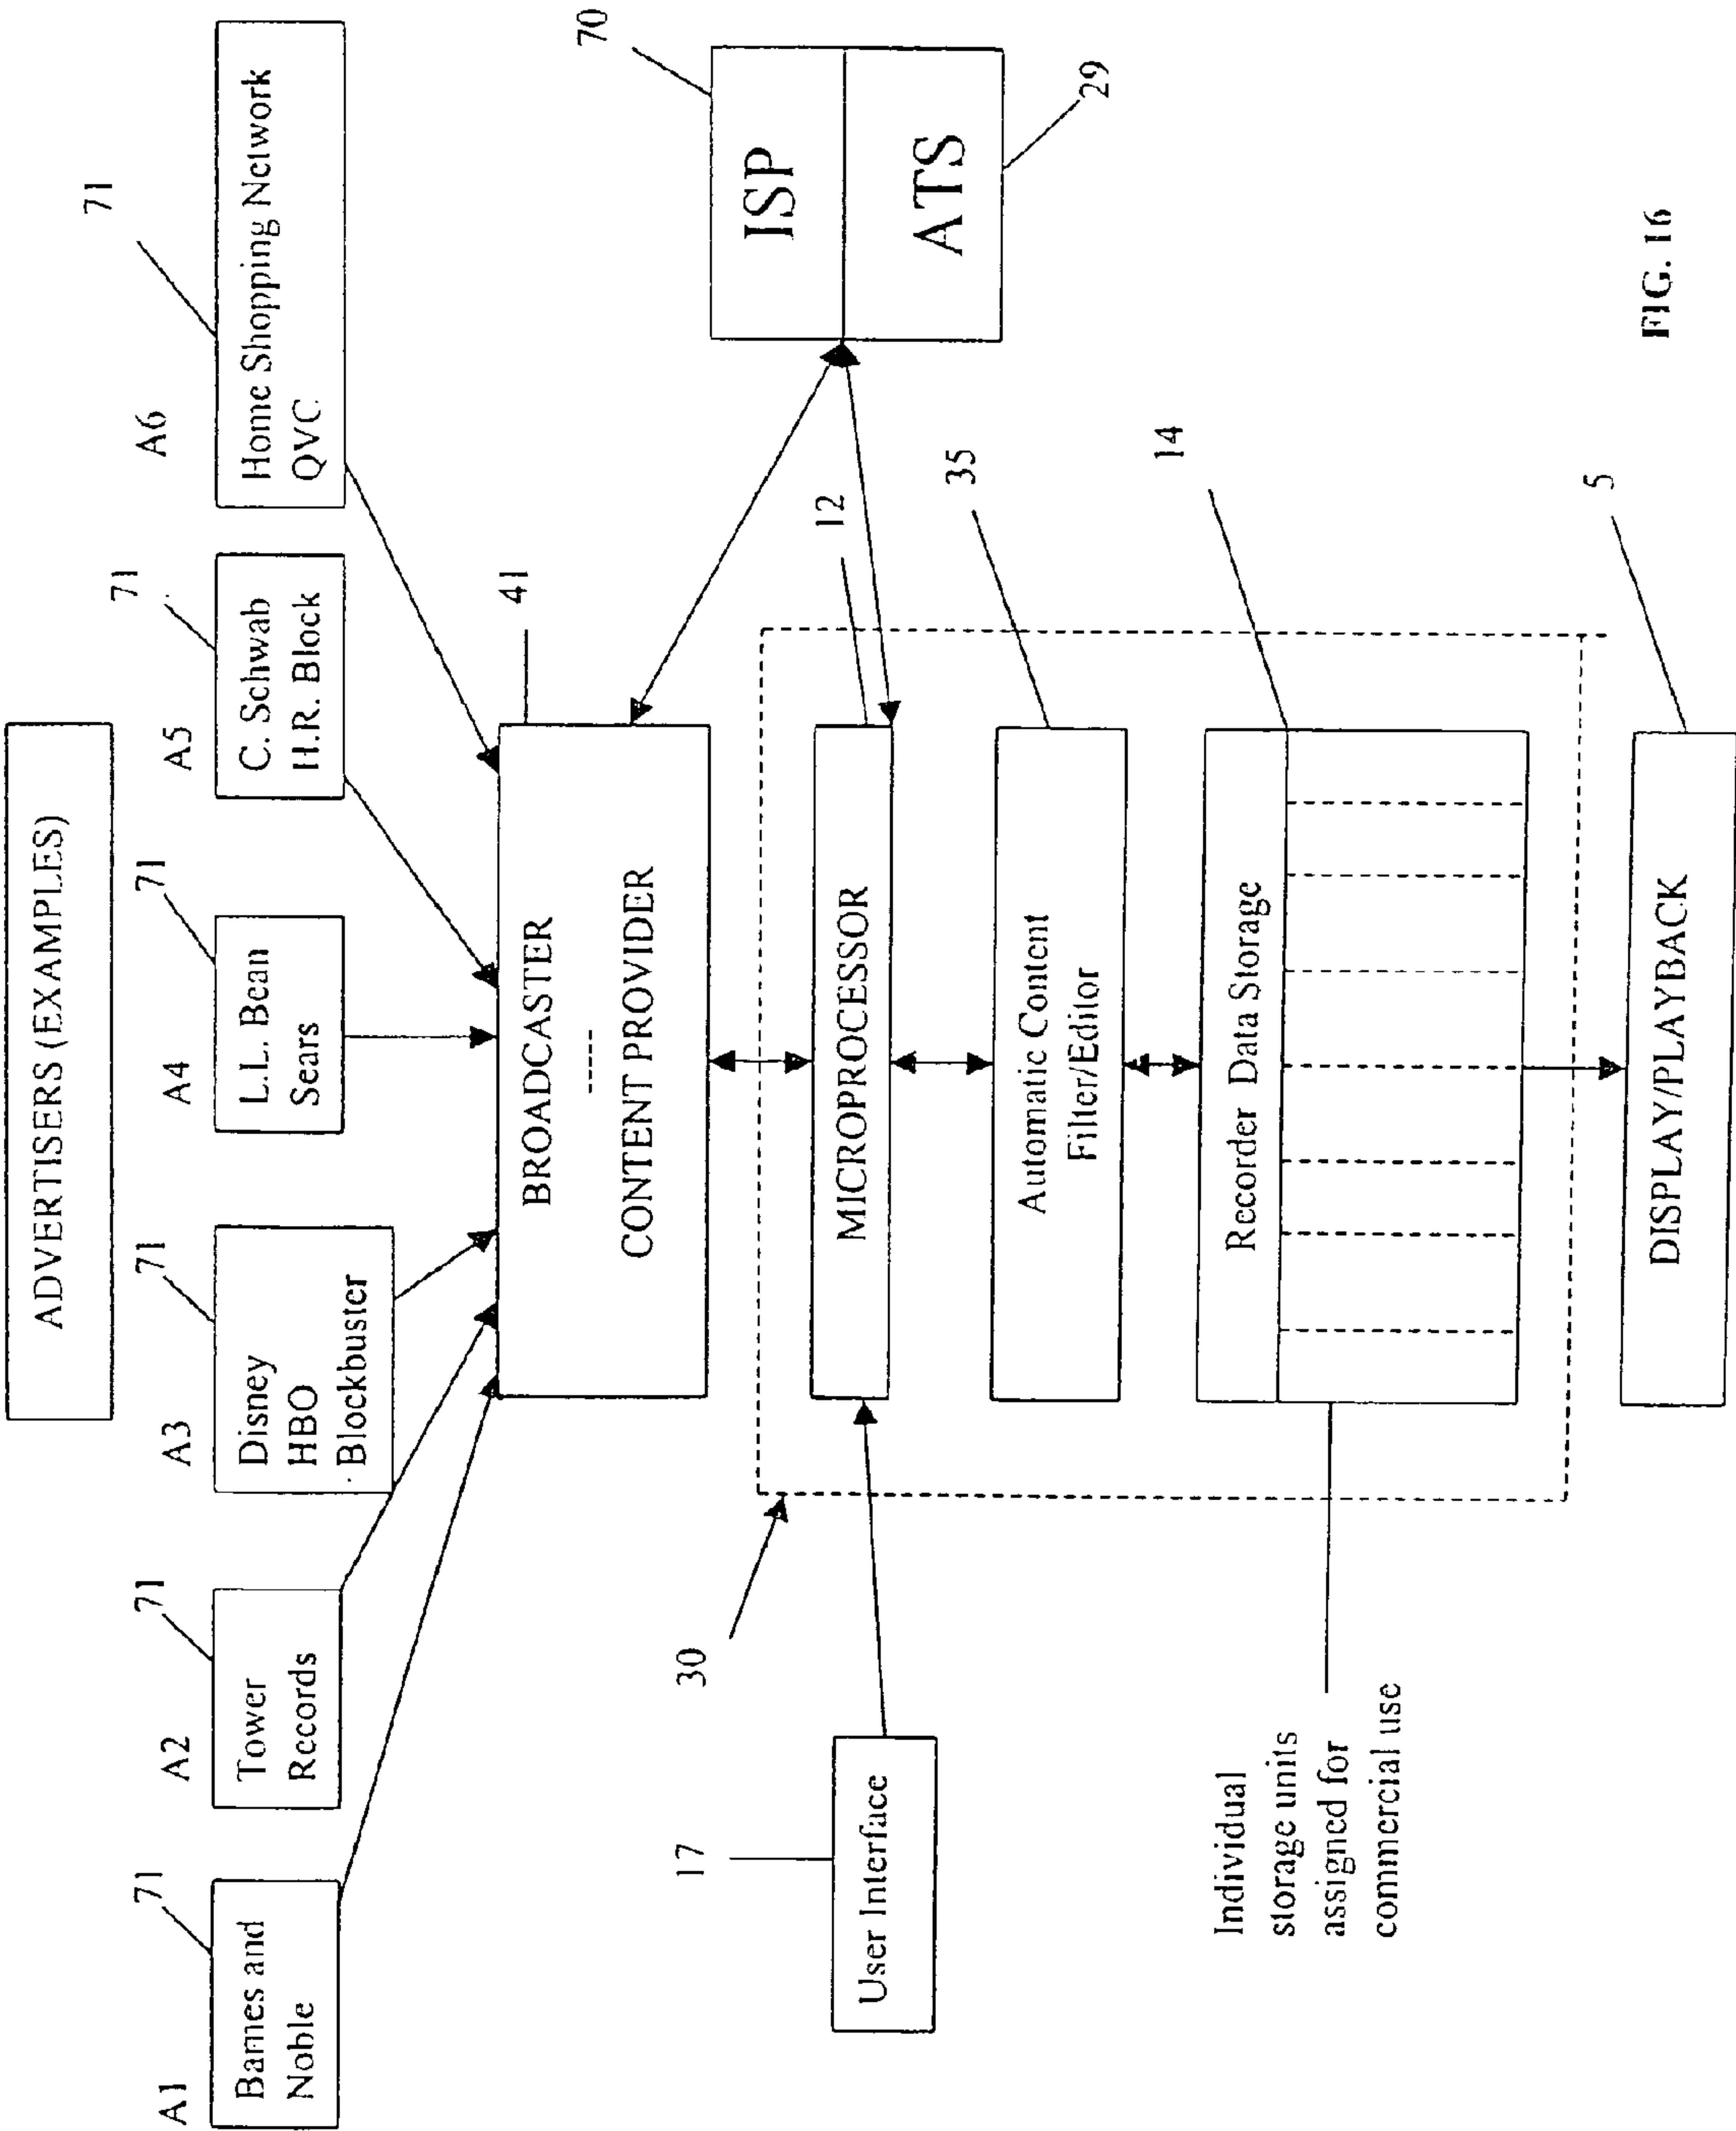 ADVERTISERS (EXAMPLES)
A1
71
Barnes and
Noble
A2
71
Tower
Records
A3
71
Disney
HBO
Blockbuster
A4
71
L.L. Bean
Sears
A5
71
C. Schwab
H.R. Block
A6
71
Home Shopping Network
QVC
41
BROADCASTER
CONTENT PROVIDER
70
ISP
ATS
29
17
User Interface
30
12
MICROPROCESSOR
35
Automatic Content
Filter/Editor
14
Recorder Data Storage
Individual
storage units
assigned for
commercial use
5
DISPLAY/PLAYBACK
FIG. 16